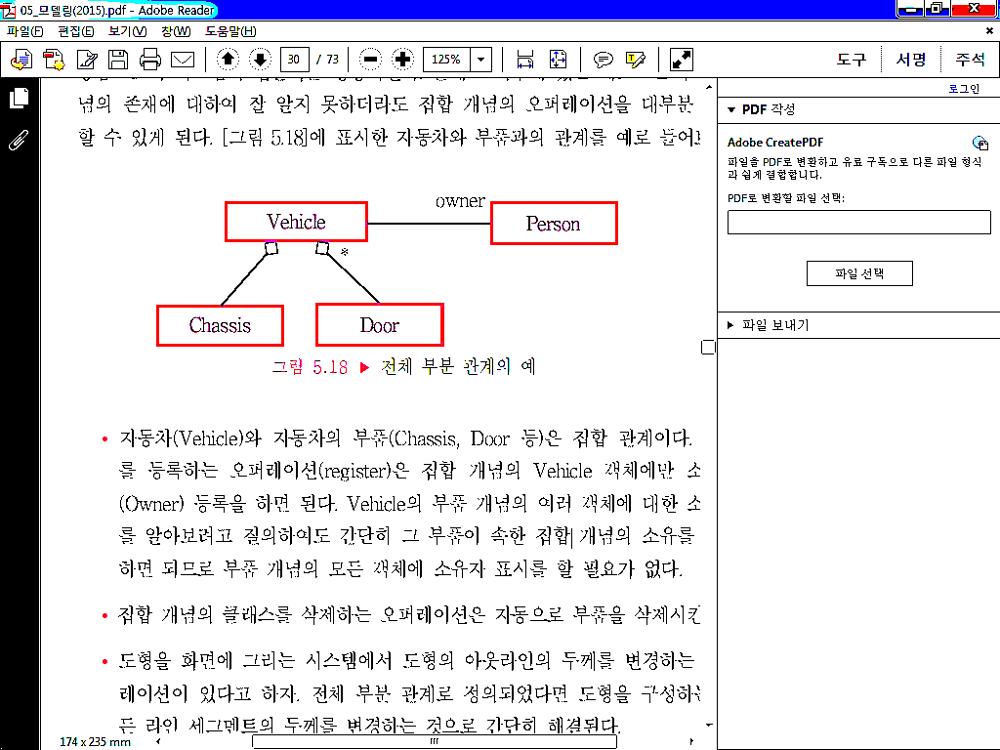 05_모델링(2015).pdf - Adobe Reader
파일(F) 편집(E) 보기(V) 창(W) 도움말(H)
30 / 73 125% 도구 서명 주석
로그인
념의 존재에 대하여 잘 알지 못하더라도 집합 개념의 오퍼레이션을 대부분
할 수 있게 된다. [그림 5.18]에 표시한 자동차와 부품과의 관계를 예로 들어보
owner
Vehicle
Person
*
Chassis
Door
그림 5.18 ▶ 전체 부분 관계의 예
• 자동차(Vehicle)와 자동차의 부품(Chassis, Door 등)은 집합 관계이다.
를 등록하는 오퍼레이션(register)은 집합 개념의 Vehicle 객체에만 소
(Owner) 등록을 하면 된다. Vehicle의 부품 개념의 여러 객체에 대한 소
를 알아보려고 질의하여도 간단히 그 부품이 속한 집합 개념의 소유를
하면 되므로 부품 개념의 모든 객체에 소유자 표시를 할 필요가 없다.
• 집합 개념의 클래스를 삭제하는 오퍼레이션은 자동으로 부품을 삭제시킨
• 도형을 화면에 그리는 시스템에서 도형의 아웃라인의 두께를 변경하는
레이션이 있다고 하자. 전체 부분 관계로 정의되었다면 도형을 구성하는
든 라인 세그멘트의 두께를 변경하는 것으로 간단히 해결된다.
174 x 235 mm
▼ PDF 작성
Adobe CreatePDF
파일을 PDF로 변환하고 유료 구독으로 다른 파일 형식
과 쉽게 결합합니다.
PDF로 변환할 파일 선택:
파일 선택
▶ 파일 보내기